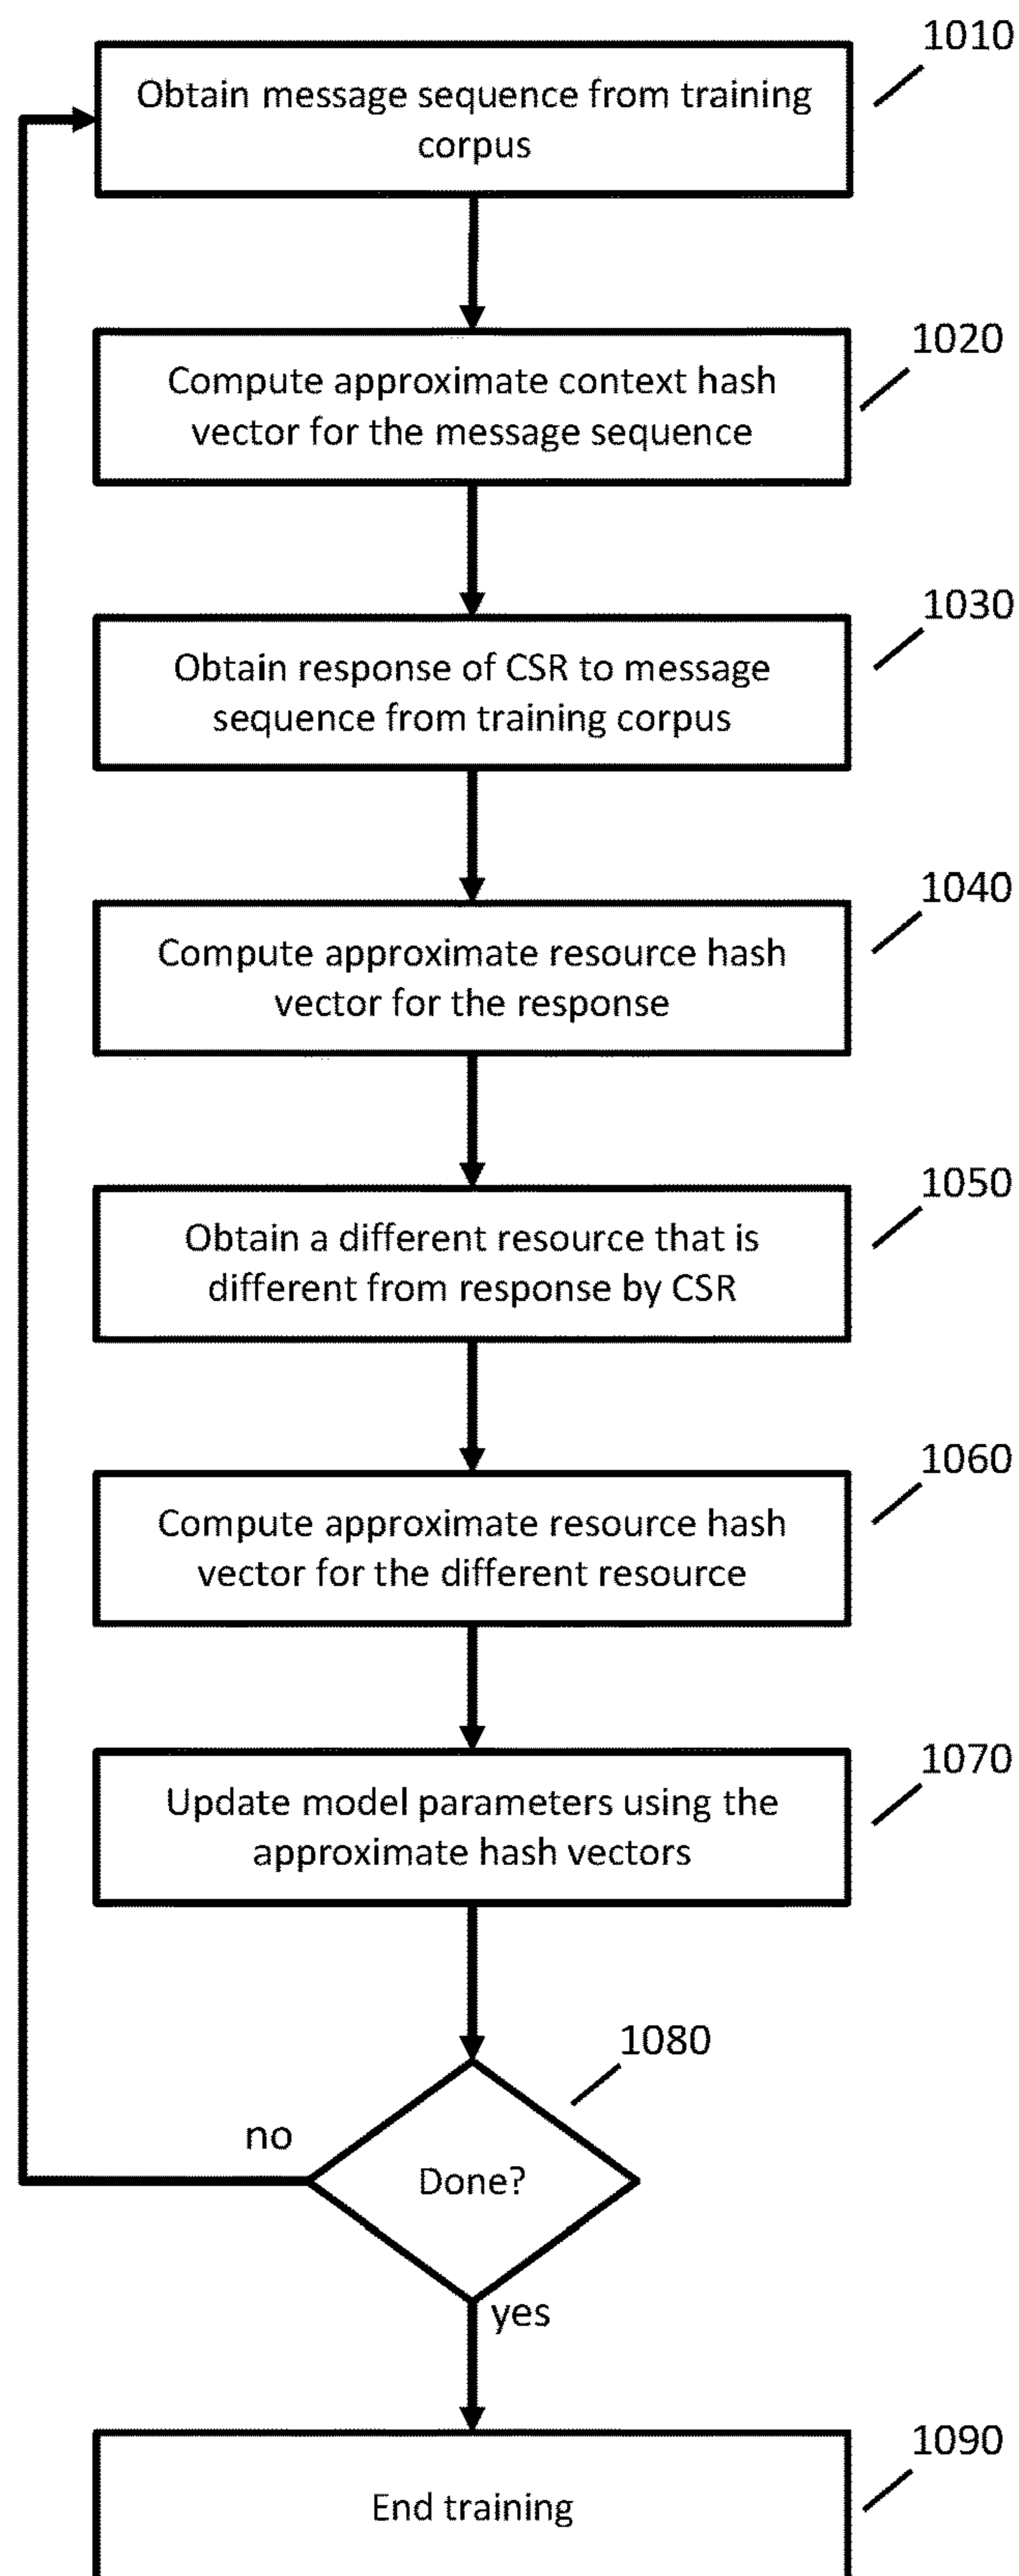 1010
Obtain message sequence from training
corpus
1020
Compute approximate context hash
vector for the message sequence
1030
Obtain response of CSR to message
sequence from training corpus
1040
Compute approximate resource hash
vector for the response
1050
Obtain a different resource that is
different from response by CSR
1060
Compute approximate resource hash
vector for the different resource
1070
Update model parameters using the
approximate hash vectors
1080
no
Done?
yes
1090
End training